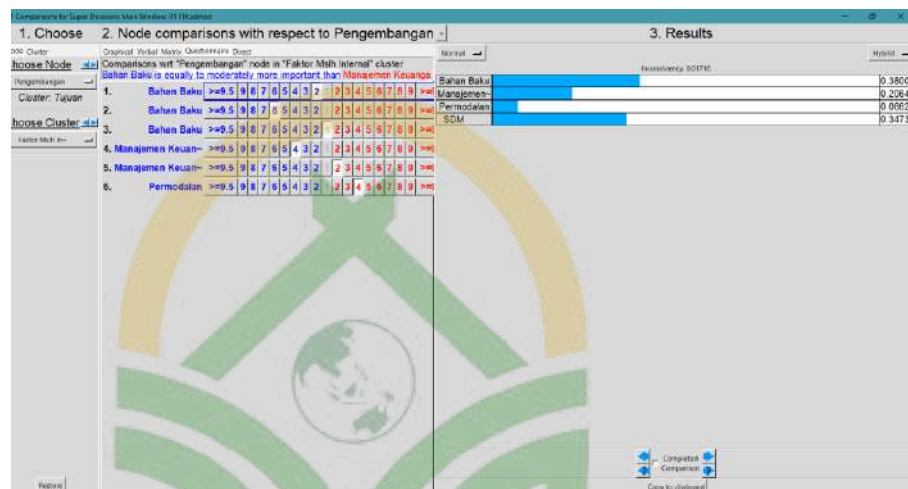 Comparisons for Super Decisions Main Window:
1. Choose
2. Node comparisons with respect to Pengembangan
3. Results
Node Cluster
Choose Node
Pengembangan
Cluster: Tujuan
Choose Cluster
Graphical Verbal Matrix Questionnaire Direct
Comparisons wrt "Pengembangan" node in "Faktor Mslh Internal" cluster
Bahan Baku is equally to moderately more important than Manajemen Keuanga
1. Bahan Baku >=9.5 9 8 7 6 5 4 3 2 2 3 4 5 6 7 8 9
2. Bahan Baku >=9.5 9 8 7 6 5 4 3 2 2 3 4 5 6 7 8 9
3. Bahan Baku >=9.5 9 8 7 6 5 4 3 2 2 3 4 5 6 7 8 9
4. Manajemen Keuan~ >=9.5 9 8 7 6 5 4 3 2 2 3 4 5 6 7 8 9
5. Manajemen Keuan~ >=9.5 9 8 7 6 5 4 3 2 2 3 4 5 6 7 8 9
6. Permodalan >=9.5 9 8 7 6 5 4 3 2 2 3 4 5 6 7 8 9
Normal
Hybrid
Bahan Baku 0.3800
Manajemen~
Permodalan
SDM 0.3473
Completed
Comparison
Copy to clipboard
Restore